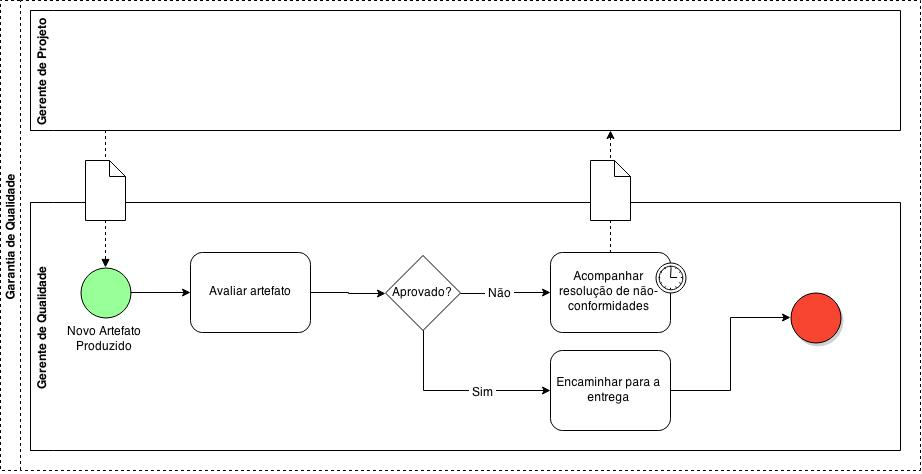 Garantia de Qualidade
Gerente de Projeto
Gerente de Qualidade
Novo Artefato
Produzido
Avaliar artefato
Aprovado?
Não
Acompanhar
resolução de não-
conformidades
Sim
Encaminhar para a
entrega